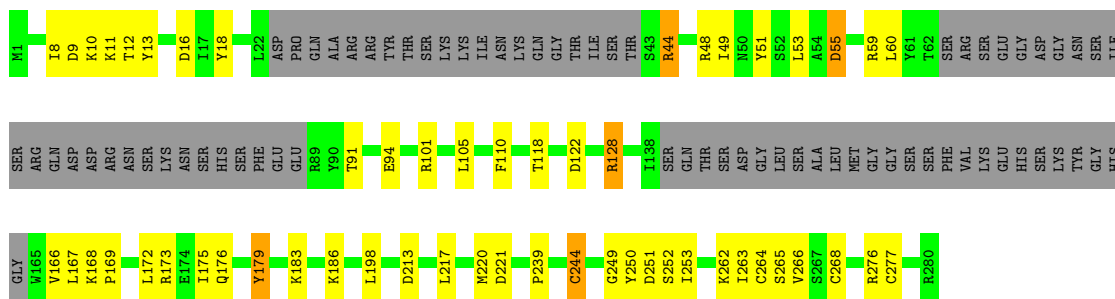 M1 I8 D9 K10 K11 T12 Y13 D16 I17 Y18 L22 ASP PRO GLN ALA ARG ARG TYR THR SER LYS LYS ILE ASN LYS GLN GLY THR ILE SER THR S43 R44 R48 I49 N50 Y51 S52 L53 A54 D55 R59 L60 Y61 T62 SER ARG SER GLU GLY ASP GLY ASN SER ILE
SER ARG GLN ASP ASP ARG ASN SER LYS ASN SER HIS SER PHE GLU GLU R89 Y90 T91 E94 R101 L105 F110 T118 D122 R128 I138 SER GLN THR SER ASP GLY LEU SER ALA LEU MET GLY GLY SER SER PHE VAL LYS GLU HIS SER LYS TYR GLY HIS
GLY W165 V166 L167 K168 P169 L172 R173 E174 I175 Q176 Y179 K183 K186 L198 D213 L217 M220 D221 P239 C244 G249 Y250 D251 S252 I253 K262 I263 C264 S265 V266 S267 C268 R276 C277 R280